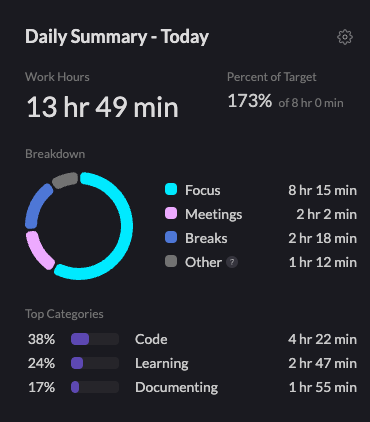 Daily Summary - Today
Work Hours
13 hr 49 min
Percent of Target
173% of 8 hr 0 min
Breakdown
Focus 8 hr 15 min
Meetings 2 hr 2 min
Breaks 2 hr 18 min
Other ? 1 hr 12 min
Top Categories
38% Code 4 hr 22 min
24% Learning 2 hr 47 min
17% Documenting 1 hr 55 min